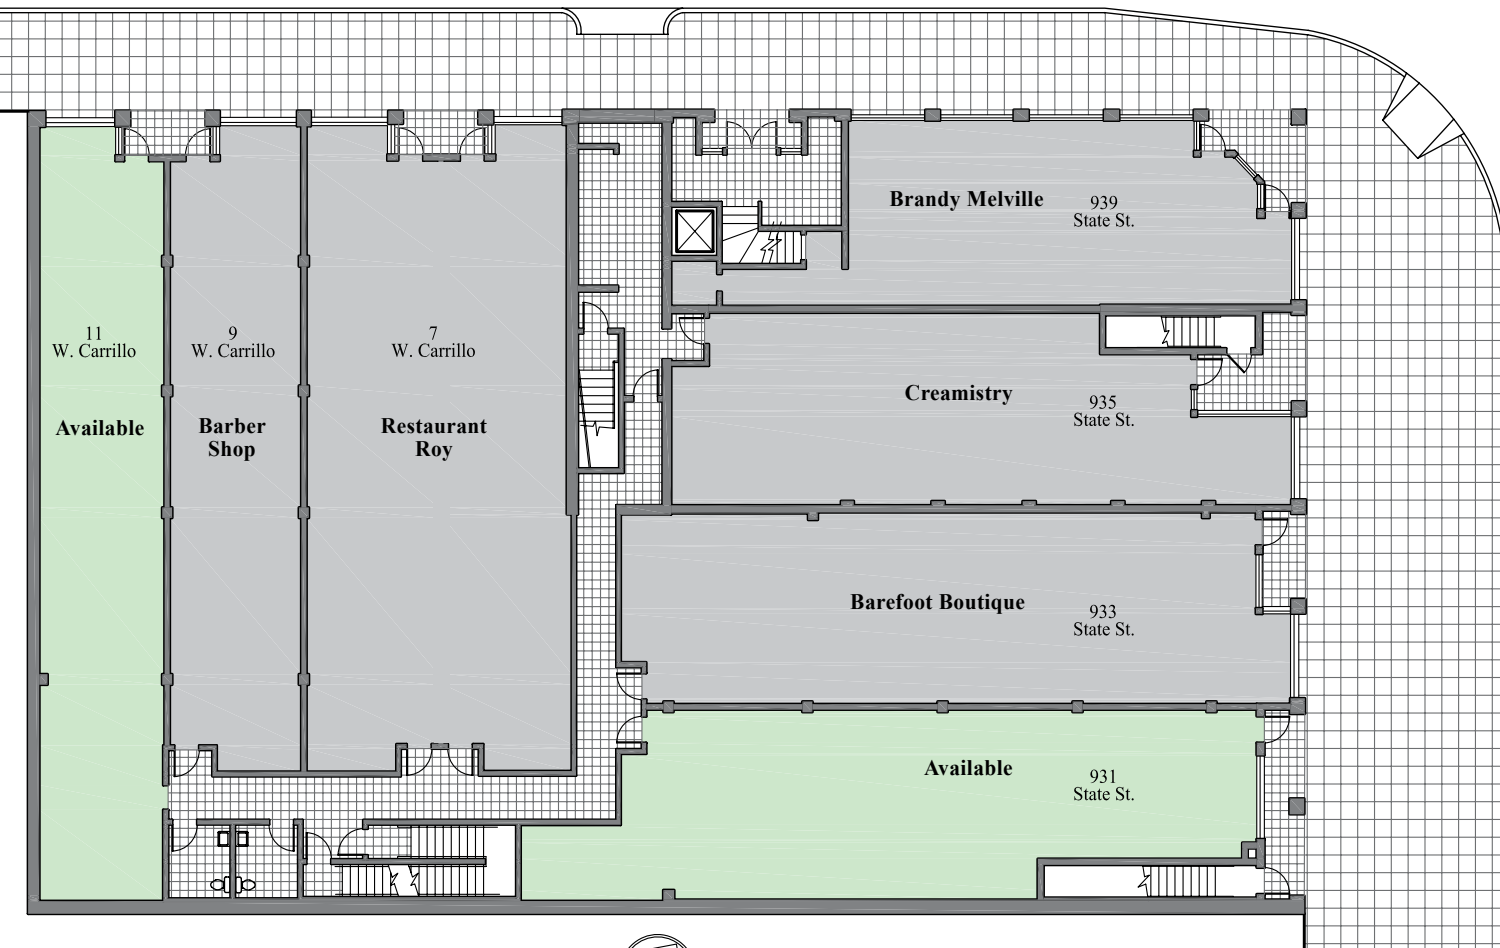 Brandy Melville
939
State St.
11
W. Carrillo
9
W. Carrillo
7
W. Carrillo
Available
Barber
Shop
Restaurant
Roy
Creamistry
935
State St.
Barefoot Boutique
933
State St.
Available
931
State St.